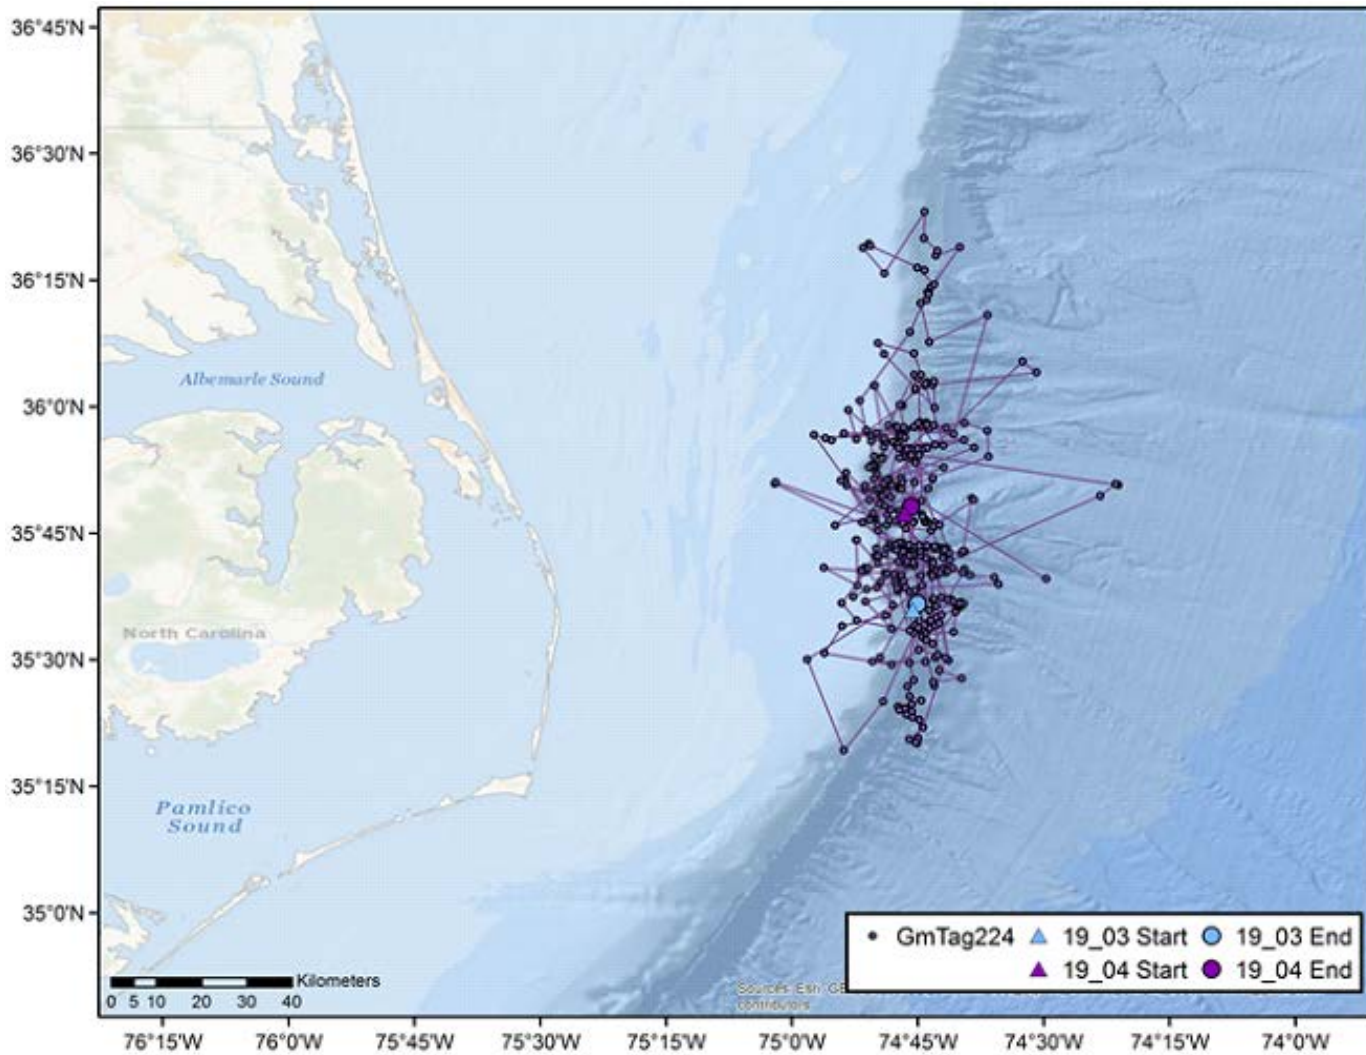 36°45'N
36°30'N
36°15'N
36°0'N
35°45'N
35°30'N
35°15'N
35°0'N
Albemarle Sound
North Carolina
Pamlico
Sound
GmTag224
19_03 Start
19_03 End
19_04 Start
19_04 End
Kilometers
0 5 10 20 30 40
Sources: Esri, 
contributors
76°15'W
76°0'W
75°45'W
75°30'W
75°15'W
75°0'W
74°45'W
74°30'W
74°15'W
74°0'W